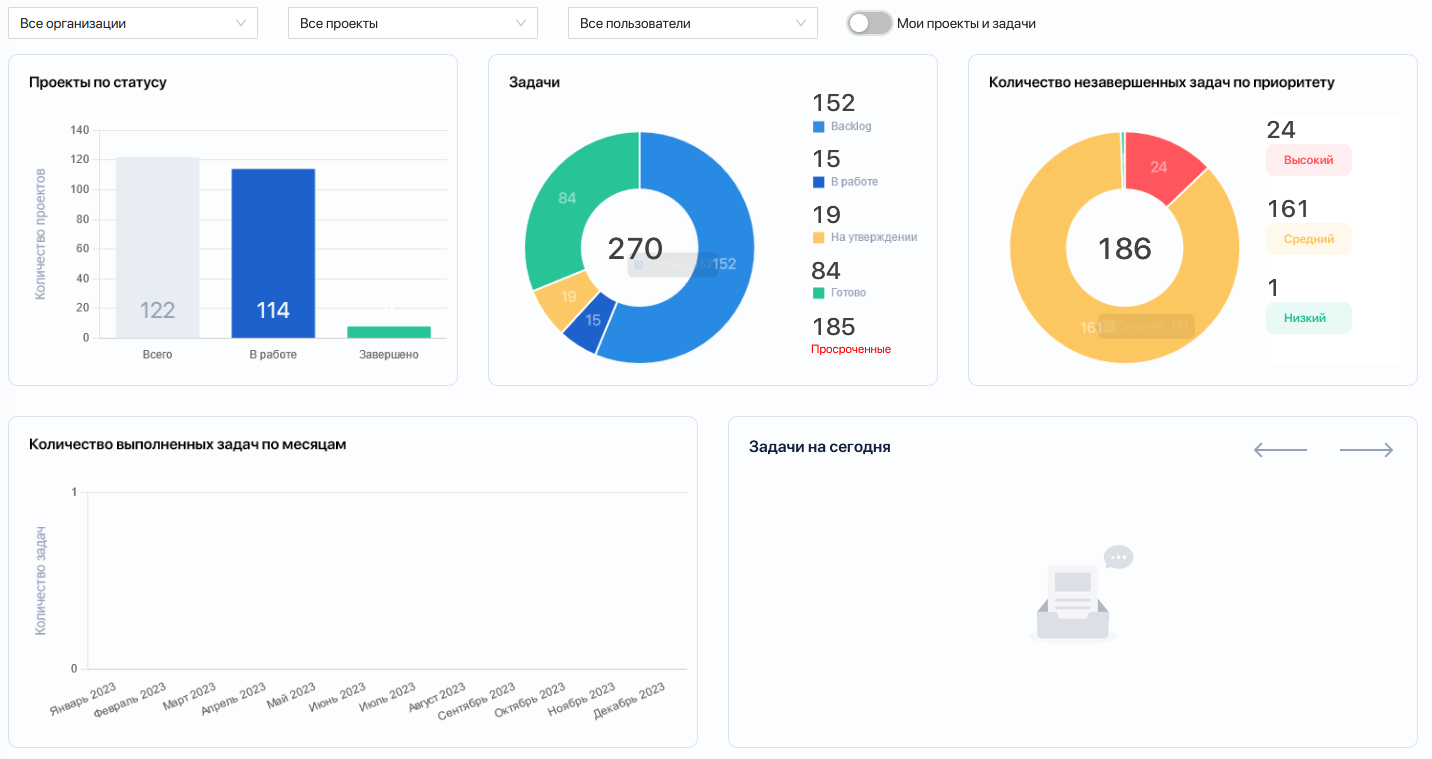 Все организации
Все проекты
Все пользователи
Мои проекты и задачи
Проекты по статусу
Количество проектов
140
120
100
80
60
40
20
0
122
114
Всего
В работе
Завершено
Задачи
270
84
19
15
152
152
Backlog
15
В работе
19
На утверждении
84
Готово
185
Просроченные
Количество незавершенных задач по приоритету
186
24
161
24
Высокий
161
Средний
1
Низкий
Количество выполненных задач по месяцам
Количество задач
1
0
Январь 2023
Февраль 2023
Март 2023
Апрель 2023
Май 2023
Июнь 2023
Июль 2023
Август 2023
Сентябрь 2023
Октябрь 2023
Ноябрь 2023
Декабрь 2023
Задачи на сегодня